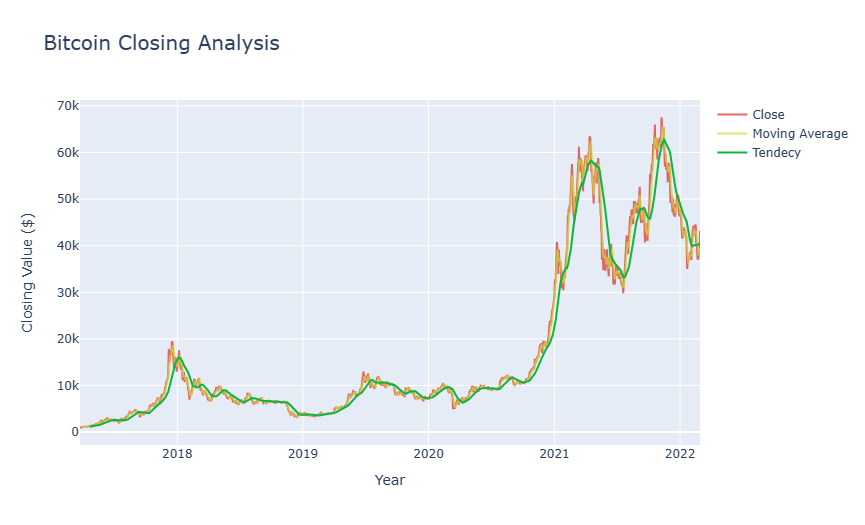 Bitcoin Closing Analysis
Closing Value ($)
70k
60k
50k
40k
30k
20k
10k
0
2018
2019
2020
2021
2022
Year
Close
Moving Average
Tendecy